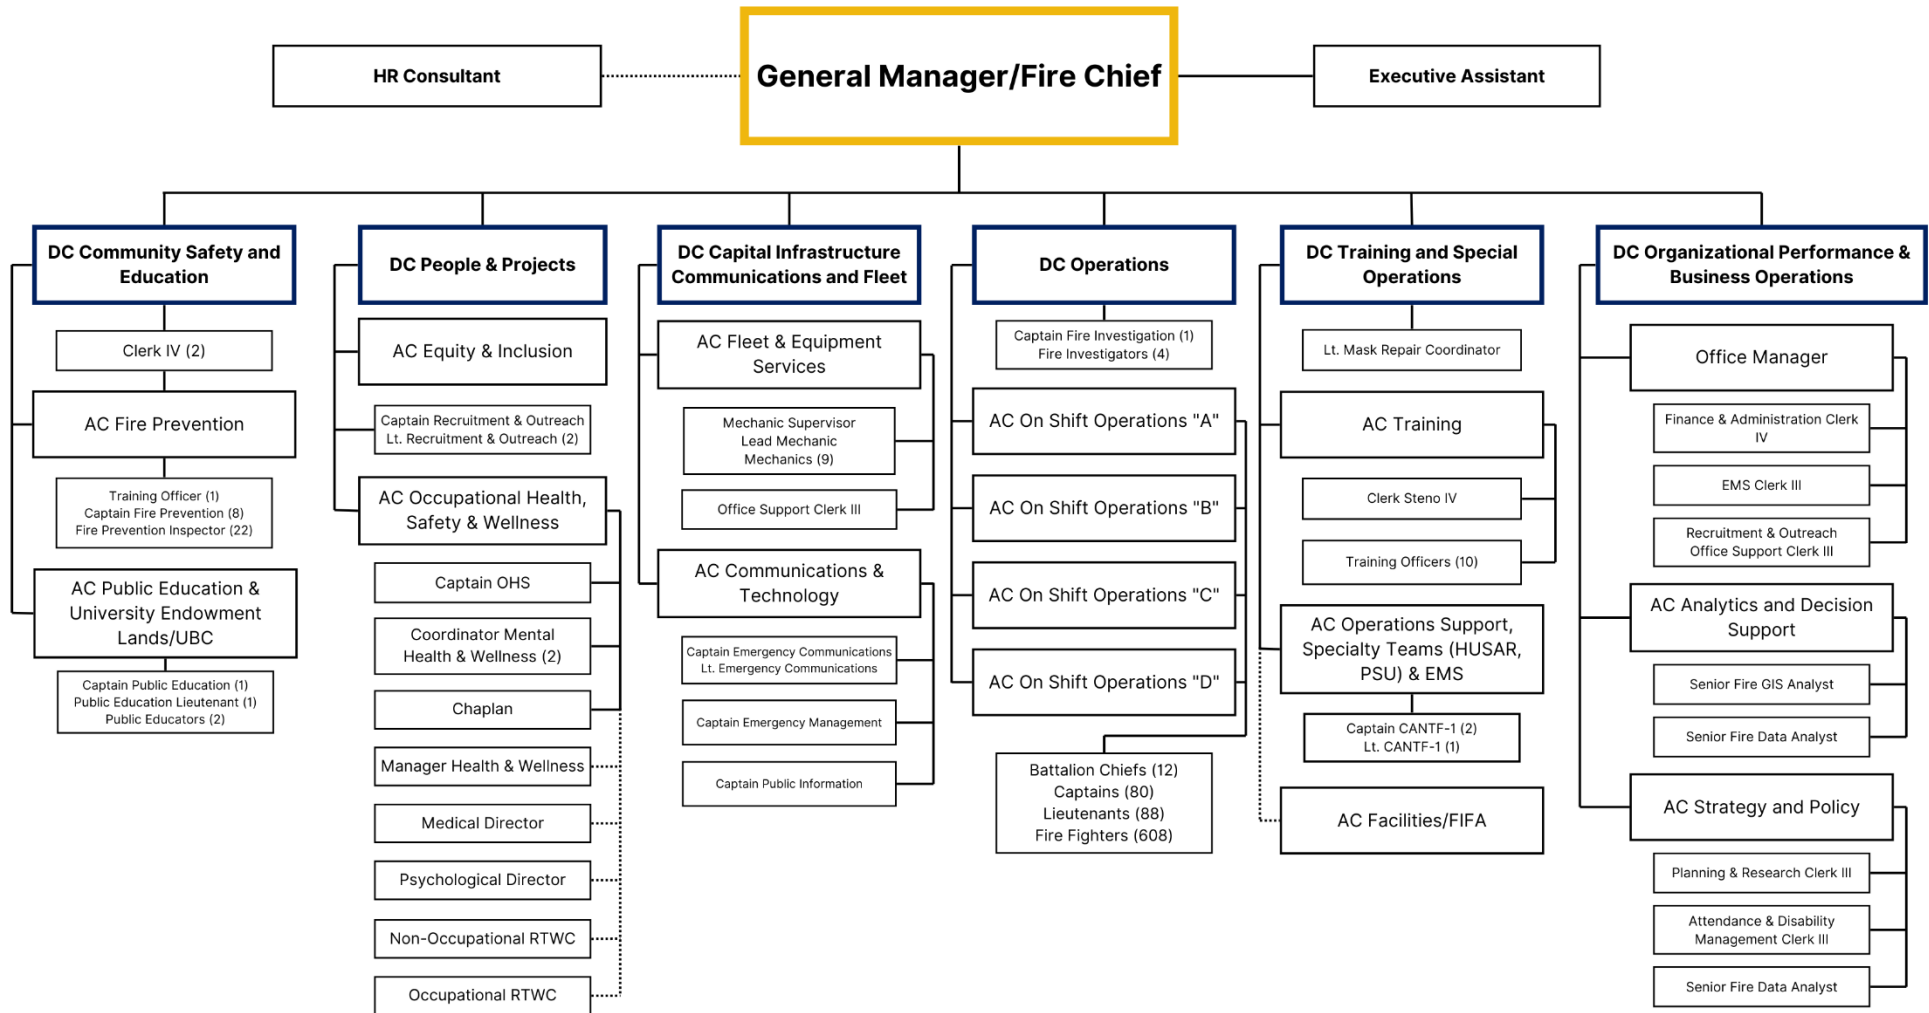 HR Consultant
General Manager/Fire Chief
Executive Assistant
DC Community Safety and
Education
Clerk IV (2)
AC Fire Prevention
Training Officer (1)
Captain Fire Prevention (8)
Fire Prevention Inspector (22)
AC Public Education &
University Endowment
Lands/UBC
Captain Public Education (1)
Public Education Lieutenant (1)
Public Educators (2)
DC People & Projects
AC Equity & Inclusion
Captain Recruitment & Outreach
Lt. Recruitment & Outreach (2)
AC Occupational Health,
Safety & Wellness
Captain OHS
Coordinator Mental
Health & Wellness (2)
Chaplan
Manager Health & Wellness
Medical Director
Psychological Director
Non-Occupational RTWC
Occupational RTWC
DC Capital Infrastructure
Communications and Fleet
AC Fleet & Equipment
Services
Mechanic Supervisor
Lead Mechanic
Mechanics (9)
Office Support Clerk III
AC Communications &
Technology
Captain Emergency Communications
Lt. Emergency Communications
Captain Emergency Management
Captain Public Information
DC Operations
Captain Fire Investigation (1)
Fire Investigators (4)
AC On Shift Operations "A"
AC On Shift Operations "B"
AC On Shift Operations "C"
AC On Shift Operations "D"
Battalion Chiefs (12)
Captains (80)
Lieutenants (88)
Fire Fighters (608)
DC Training and Special
Operations
Lt. Mask Repair Coordinator
AC Training
Clerk Steno IV
Training Officers (10)
AC Operations Support,
Specialty Teams (HUSAR,
PSU) & EMS
Captain CANTF-1 (2)
Lt. CANTF-1 (1)
AC Facilities/FIFA
DC Organizational Performance &
Business Operations
Office Manager
Finance & Administration Clerk
IV
EMS Clerk III
Recruitment & Outreach
Office Support Clerk III
AC Analytics and Decision
Support
Senior Fire GIS Analyst
Senior Fire Data Analyst
AC Strategy and Policy
Planning & Research Clerk III
Attendance & Disability
Management Clerk III
Senior Fire Data Analyst